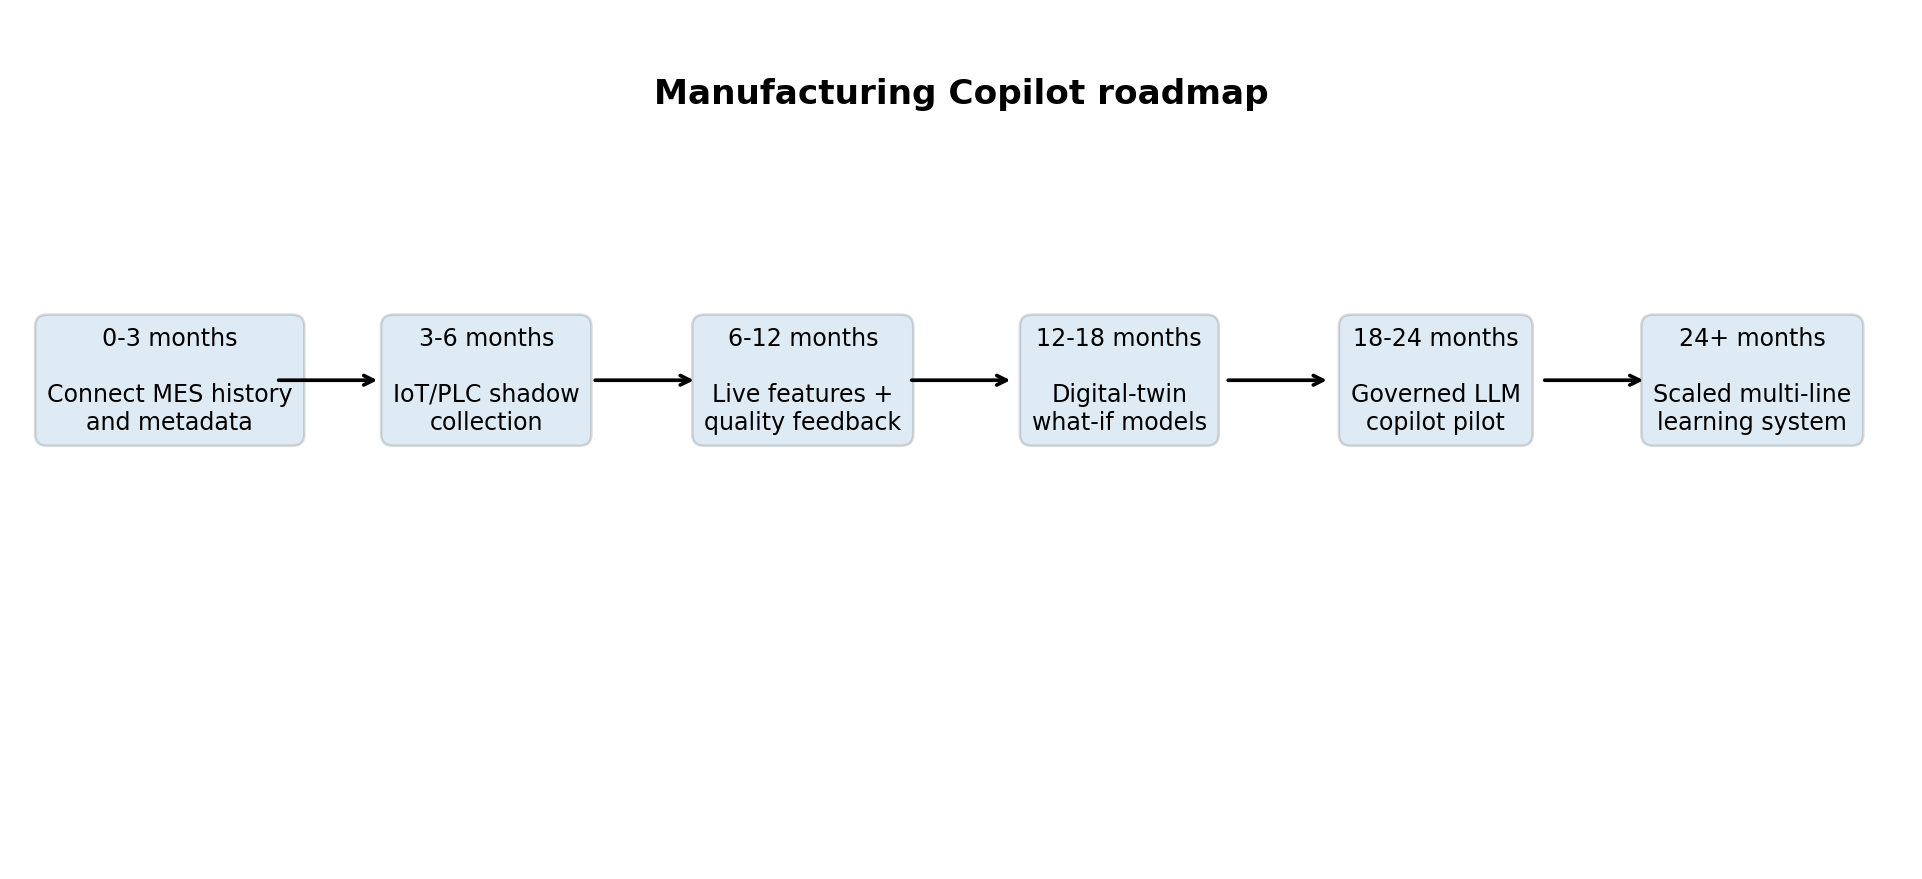 Manufacturing Copilot roadmap
0-3 months
Connect MES history
and metadata
3-6 months
IoT/PLC shadow
collection
6-12 months
Live features +
quality feedback
12-18 months
Digital-twin
what-if models
18-24 months
Governed LLM
copilot pilot
24+ months
Scaled multi-line
learning system